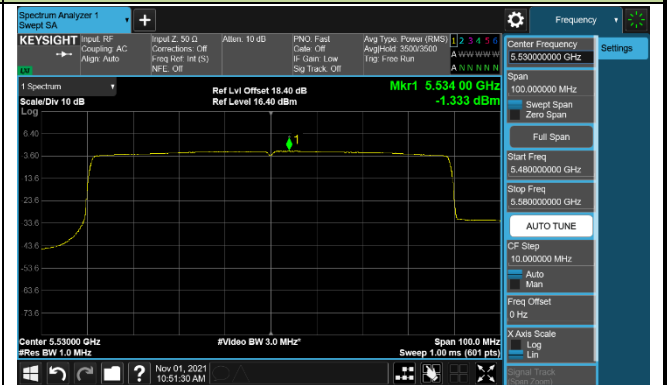 Spectrum Analyzer 1
Swept SA
Frequency
KEYSIGHT
Input: RF
Coupling: AC
Align: Auto
Input Z: 50 Ω
Corrections: Off
Freq Ref: Int (S)
NFE: Off
Atten: 10 dB
PNO: Fast
Gate: Off
IF Gain: Low
Sig Track: Off
Avg Type: Power (RMS)
Avg|Hold: 3500/3500
Trig: Free Run
1 2 3 4 5 6
A W W W W W
A N N N N N
Center Frequency
5.530000000 GHz
Settings
Span
100.000000 MHz
Swept Span
Zero Span
Full Span
Start Freq
5.480000000 GHz
Stop Freq
5.580000000 GHz
AUTO TUNE
CF Step
10.000000 MHz
Auto
Man
Freq Offset
0 Hz
X Axis Scale
Log
Lin
Signal Track
(Span Zoom)
1 Spectrum
Scale/Div 10 dB
Log
Ref Lvl Offset 18.40 dB
Ref Level 16.40 dBm
Mkr1 5.534 00 GHz
-1.333 dBm
1
6.40
-3.60
-13.6
-23.6
-33.6
-43.6
-53.6
-63.6
-73.6
Center 5.53000 GHz
#Res BW 1.0 MHz
#Video BW 3.0 MHz*
Span 100.0 MHz
Sweep 1.00 ms (601 pts)
?
Nov 01, 2021
10:51:30 AM